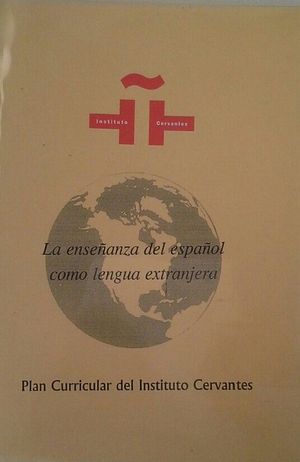 Instituto Cervantes
La enseñanza del español
como lengua extranjera
Plan Curricular del Instituto Cervantes